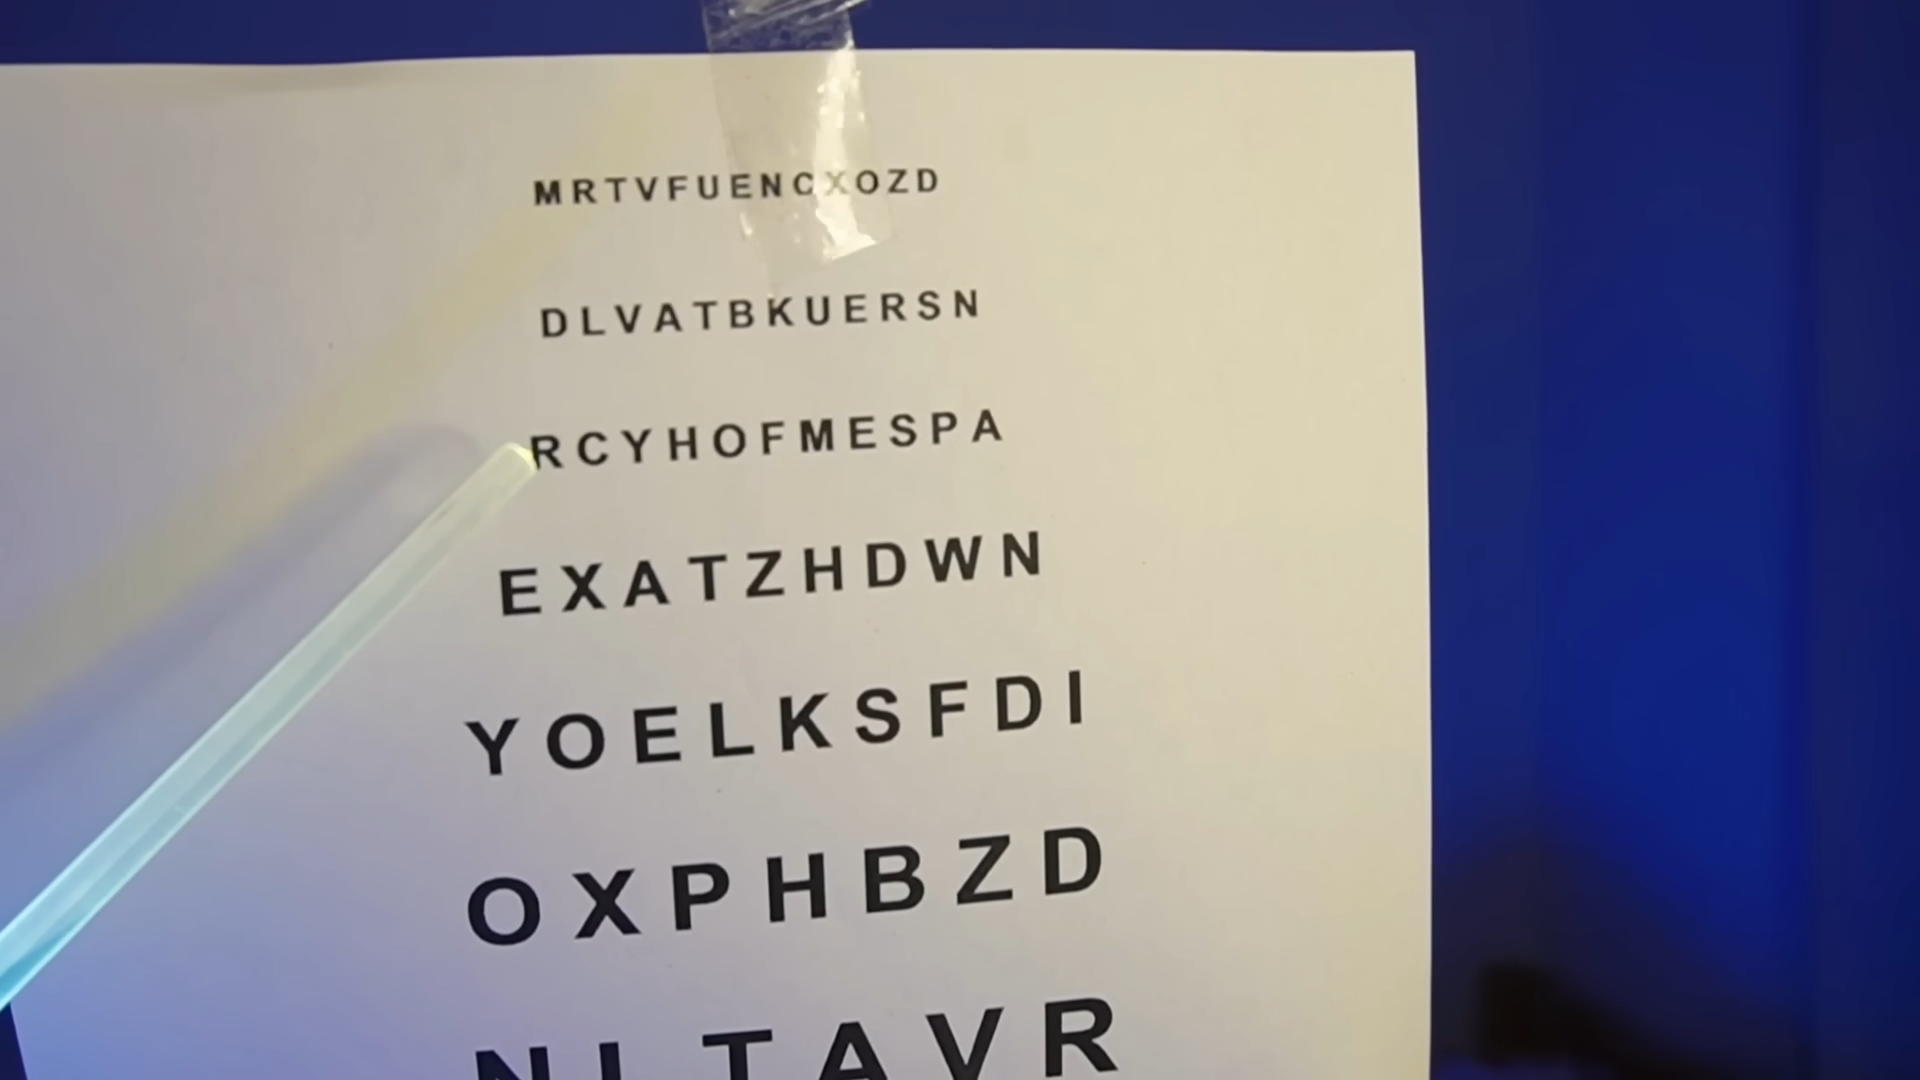 MRTVFUENCXOZD
DLVATBKUERSN
RCYHOFMESPA
EXATZHDWN
YOELKSFDI
OXPHBZD